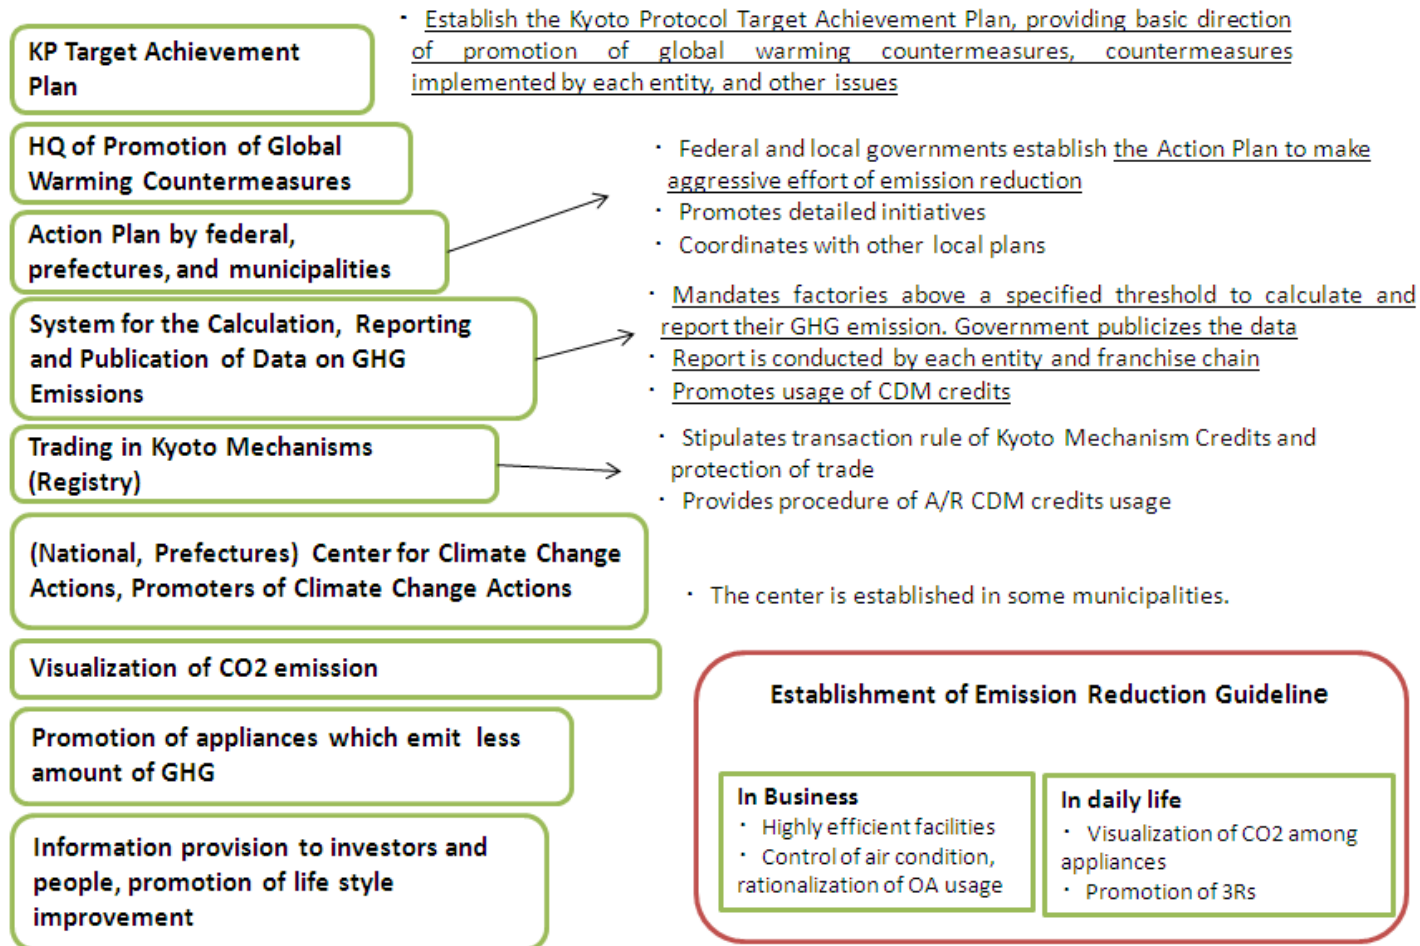 KP Target Achievement
Plan
· Establish the Kyoto Protocol Target Achievement Plan, providing basic direction
of promotion of global warming countermeasures, countermeasures
implemented by each entity, and other issues
HQ of Promotion of Global
Warming Countermeasures
Action Plan by federal,
prefectures, and municipalities
· Federal and local governments establish the Action Plan to make
aggressive effort of emission reduction
· Promotes detailed initiatives
· Coordinates with other local plans
System for the Calculation, Reporting
and Publication of Data on GHG
Emissions
· Mandates factories above a specified threshold to calculate and
report their GHG emission. Government publicizes the data
· Report is conducted by each entity and franchise chain
· Promotes usage of CDM credits
Trading in Kyoto Mechanisms
(Registry)
· Stipulates transaction rule of Kyoto Mechanism Credits and
protection of trade
· Provides procedure of A/R CDM credits usage
(National, Prefectures) Center for Climate Change
Actions, Promoters of Climate Change Actions
· The center is established in some municipalities.
Visualization of CO2 emission
Promotion of appliances which emit less
amount of GHG
Information provision to investors and
people, promotion of life style
improvement
Establishment of Emission Reduction Guideline
In Business
· Highly efficient facilities
· Control of air condition,
rationalization of OA usage
In daily life
· Visualization of CO2 among
appliances
· Promotion of 3Rs